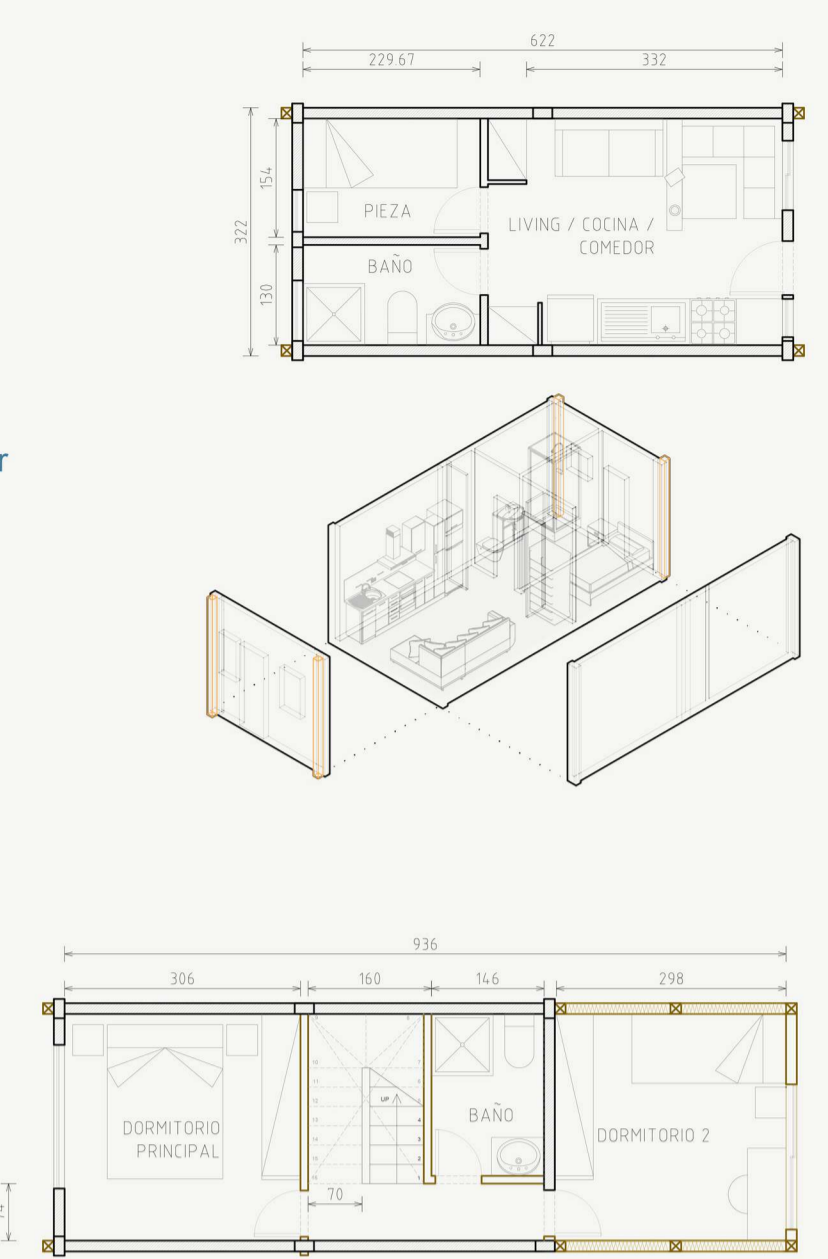 622
229.67 332
322
154
130
PIEZA
BAÑO
LIVING / COCINA /
COMEDOR
r
936
306 160 146 298
DORMITORIO
PRINCIPAL
UP
BAÑO
DORMITORIO 2
70